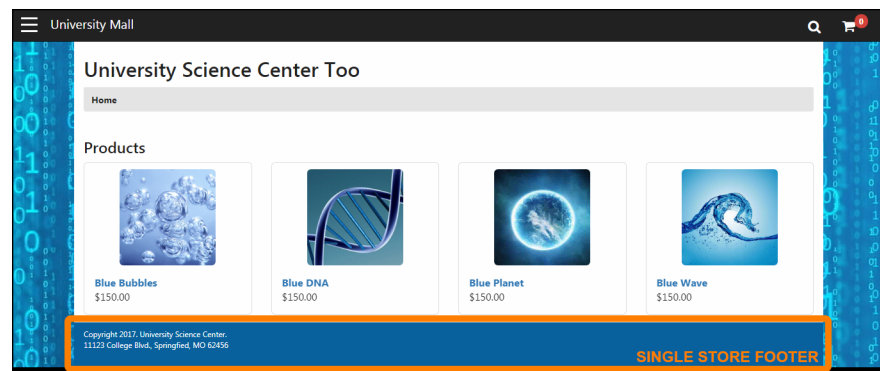 University Mall
0
University Science Center Too
Home
Products
Blue Bubbles
$150.00
Blue DNA
$150.00
Blue Planet
$150.00
Blue Wave
$150.00
Copyright 2017. University Science Center.
11123 College Blvd., Springfied, MO 62456
SINGLE STORE FOOTER